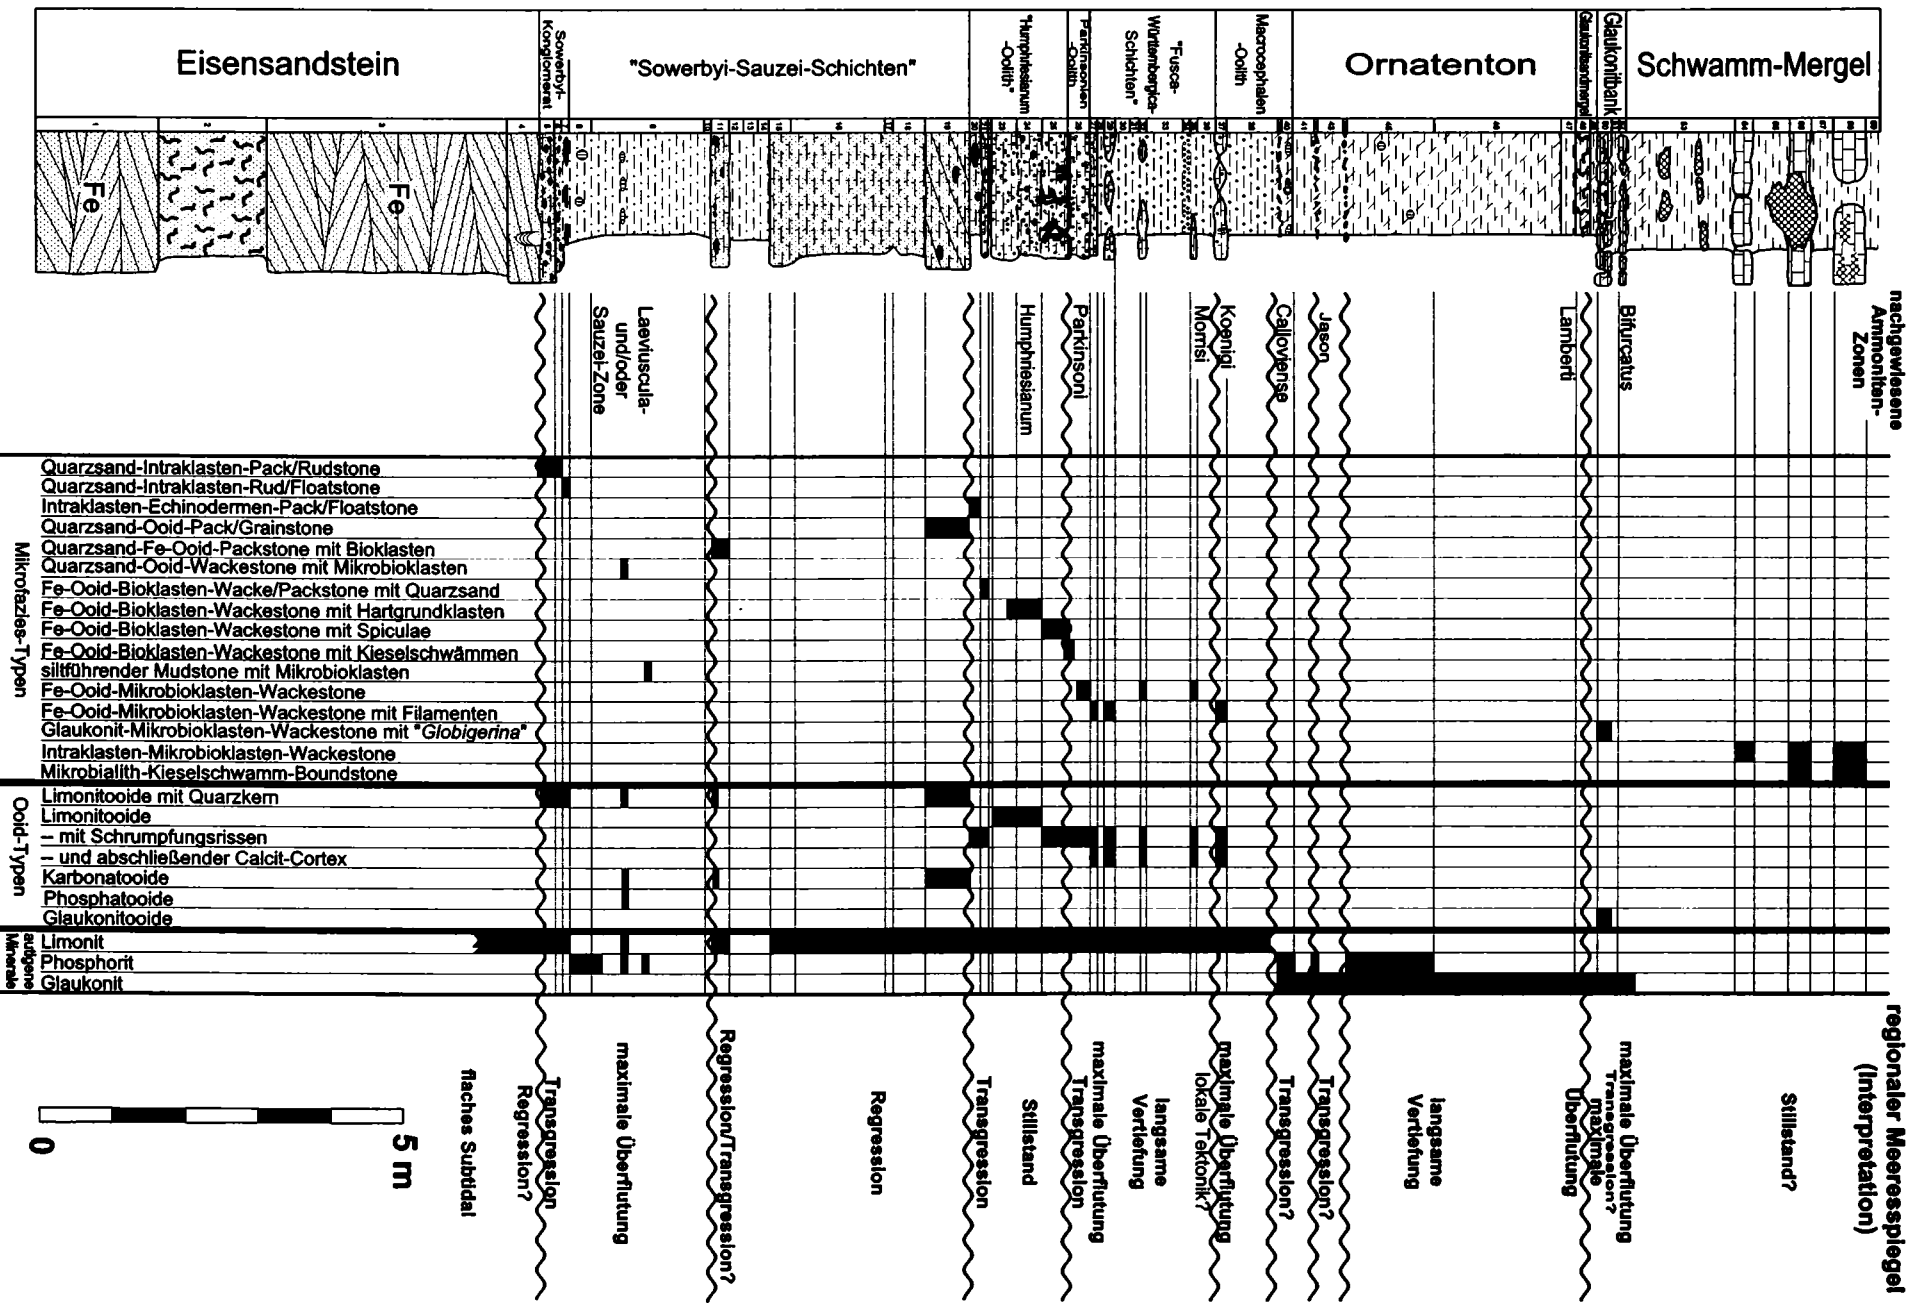 Eisensandstein
Sowerbyi-
Konglomerat
"Sowerbyi-Sauzei-Schichten"
"Humphriesianum
-Oolith"
Parkinsonien
-Oolith
"Fusca-
Württembergica-
Schichten"
Macrocephalen
-Oolith
Ornatenton
Glaukonitsandmergel
Glaukonitbank
Schwamm-Mergel
Fe
Fe
nachgewiesene
Ammoniten-
Zonen
Laeviuscula-
und/oder
Sauzei-Zone
Humphriesianum
Parkinsoni
Morrisi
Koenigi
Calloviense
Jason
Lamberti
Bifurcatus
Mikrofazies-Typen
Quarzsand-Intraklasten-Pack/Rudstone
Quarzsand-Intraklasten-Rud/Floatstone
Intraklasten-Echinodermen-Pack/Floatstone
Quarzsand-Ooid-Pack/Grainstone
Quarzsand-Fe-Ooid-Packstone mit Bioklasten
Quarzsand-Ooid-Wackestone mit Mikrobioklasten
Fe-Ooid-Bioklasten-Wacke/Packstone mit Quarzsand
Fe-Ooid-Bioklasten-Wackestone mit Hartgrundklasten
Fe-Ooid-Bioklasten-Wackestone mit Spiculae
Fe-Ooid-Bioklasten-Wackestone mit Kieselschwämmen
siltführender Mudstone mit Mikrobioklasten
Fe-Ooid-Mikrobioklasten-Wackestone
Fe-Ooid-Mikrobioklasten-Wackestone mit Filamenten
Glaukonit-Mikrobioklasten-Wackestone mit "Globigerina"
Intraklasten-Mikrobioklasten-Wackestone
Mikrobialith-Kieselschwamm-Boundstone
Ooid-Typen
Limonitooide mit Quarzkern
Limonitooide
– mit Schrumpfungsrissen
– und abschließender Calcit-Cortex
Karbonatooide
Phosphatooide
Glaukonitooide
autigene
Minerale
Limonit
Phosphorit
Glaukonit
regionaler Meeresspiegel
(Interpretation)
flaches Subtidal
Regression?
Transgression
maximale Überflutung
Regression/Transgression?
Regression
Transgression
Stillstand
Transgression
maximale Überflutung
langsame
Vertiefung
lokale Tektonik?
maximale Überflutung
Transgression?
Transgression?
langsame
Vertiefung
maximale
Überflutung
Transgression?
maximale Überflutung
Stillstand?
0
5 m